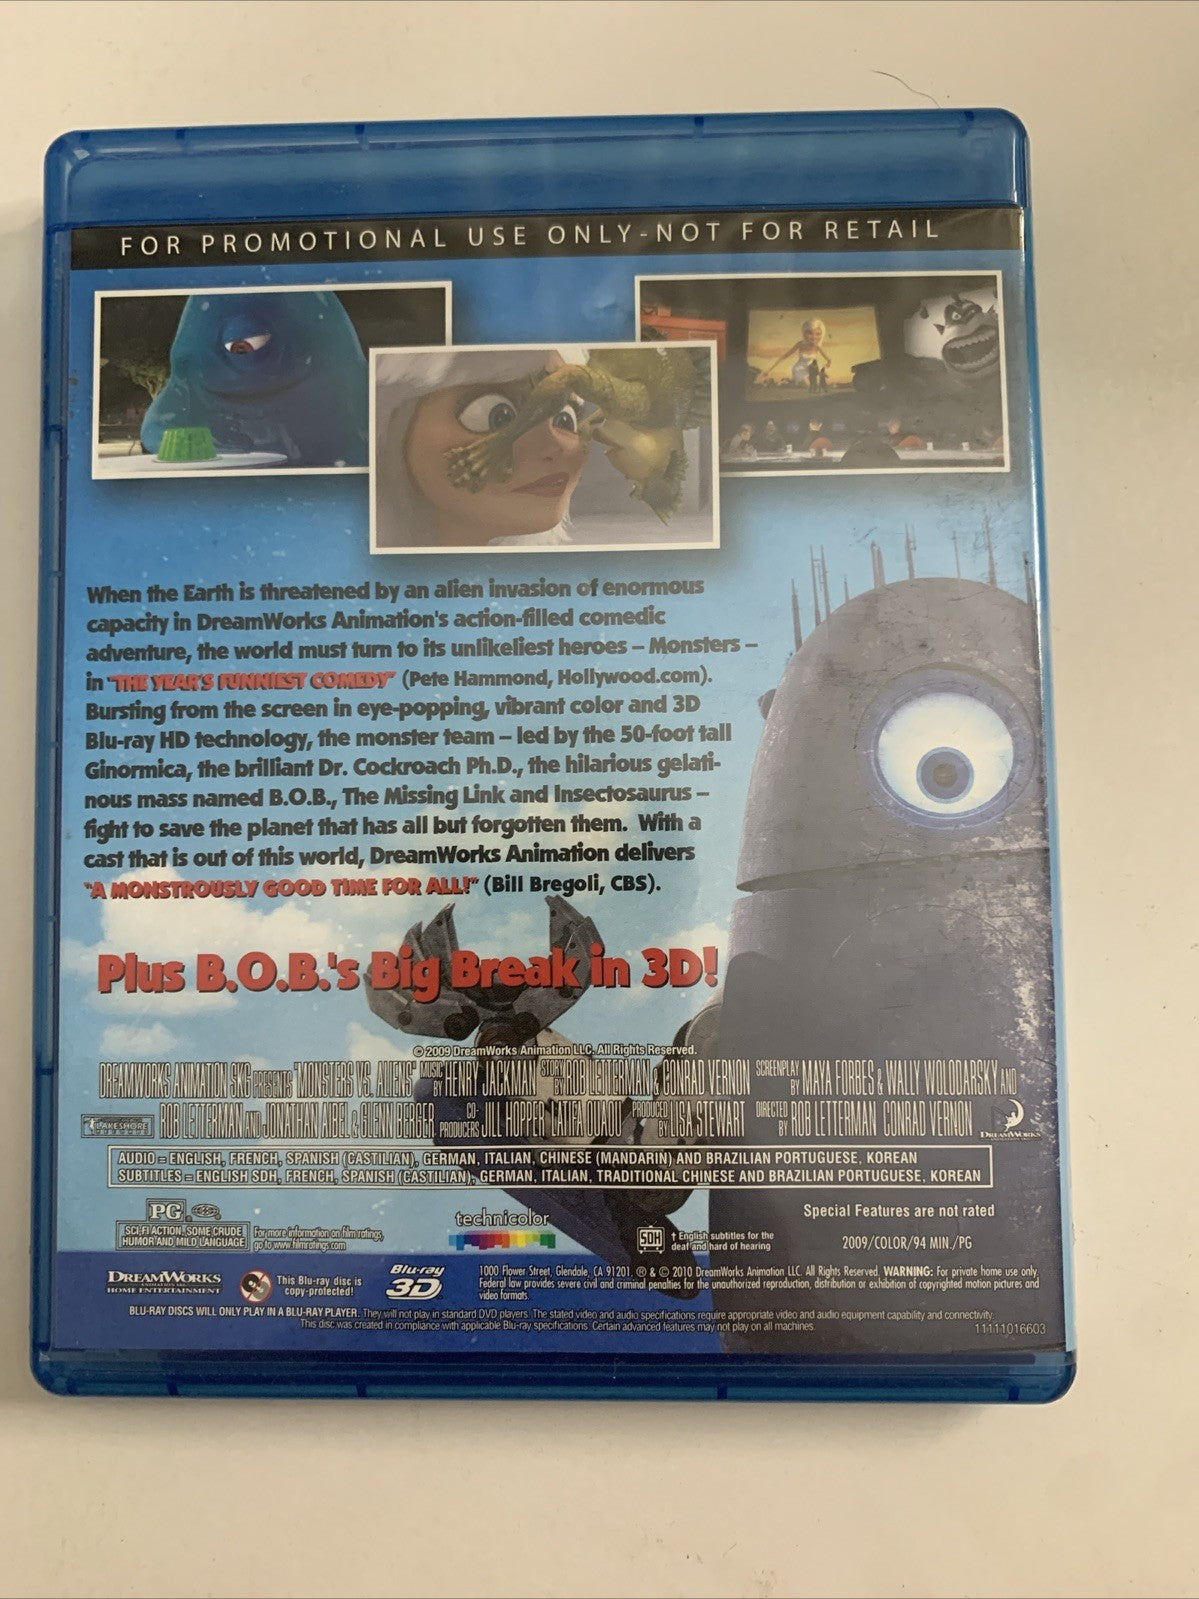 FOR PROMOTIONAL USE ONLY-NOT FOR RETAIL
When the Earth is threatened by an alien invasion of enormous
capacity in DreamWorks Animation's action-filled comedic
adventure, the world must turn to its unlikeliest heroes – Monsters –
in "THE YEAR'S FUNNIEST COMEDY" (Pete Hammond, Hollywood.com).
Bursting from the screen in eye-popping, vibrant color and 3D
Blu-ray HD technology, the monster team – led by the 50-foot tall
Ginormica, the brilliant Dr. Cockroach Ph.D., the hilarious gelati-
nous mass named B.O.B., The Missing Link and Insectosaurus –
fight to save the planet that has all but forgotten them. With a
cast that is out of this world, DreamWorks Animation delivers
"A MONSTROUSLY GOOD TIME FOR ALL!" (Bill Bregoli, CBS).
Plus B.O.B.'s Big Break in 3D!
© 2009 DreamWorks Animation LLC. All Rights Reserved.
DREAMWORKS ANIMATION SKG PRESENTS "MONSTERS VS. ALIENS" MUSIC BY HENRY JACKMAN STORY BY ROB LETTERMAN & CONRAD VERNON SCREENPLAY BY MAYA FORBES & WALLY WOLODARSKY AND
LAKESHORE ROB LETTERMAN AND JONATHAN AIBEL & GLENN BERGER CO-PRODUCERS JILL HOPPER, LATIFA OUAOU PRODUCED BY LISA STEWART DIRECTED BY ROB LETTERMAN CONRAD VERNON DREAMWORKS
AUDIO = ENGLISH, FRENCH, SPANISH (CASTILIAN), GERMAN, ITALIAN, CHINESE (MANDARIN) AND BRAZILIAN PORTUGUESE, KOREAN
SUBTITLES = ENGLISH SDH, FRENCH, SPANISH (CASTILIAN), GERMAN, ITALIAN, TRADITIONAL CHINESE AND BRAZILIAN PORTUGUESE, KOREAN
PG
SCI-FI ACTION, SOME CRUDE
HUMOR AND MILD LANGUAGE
For more information on film ratings,
go to www.filmratings.com
technicolor
SDH
† English subtitles for the
deaf and hard of hearing
Special Features are not rated
2009/COLOR/94 MIN./PG
DREAMWORKS
HOME ENTERTAINMENT
This Blu-ray disc is
copy-protected!
Blu-ray
3D
1000 Flower Street, Glendale, CA 91201. ® & © 2010 DreamWorks Animation LLC. All Rights Reserved. WARNING: For private home use only.
Federal law provides severe civil and criminal penalties for the unauthorized reproduction, distribution or exhibition of copyrighted motion pictures and
video formats.
BLU-RAY DISCS WILL ONLY PLAY IN A BLU-RAY PLAYER. They will not play in standard DVD players. The stated video and audio specifications require appropriate video and audio equipment capability and connectivity.
This disc was created in compliance with applicable Blu-ray specifications. Certain advanced features may not play on all machines.
11111016603